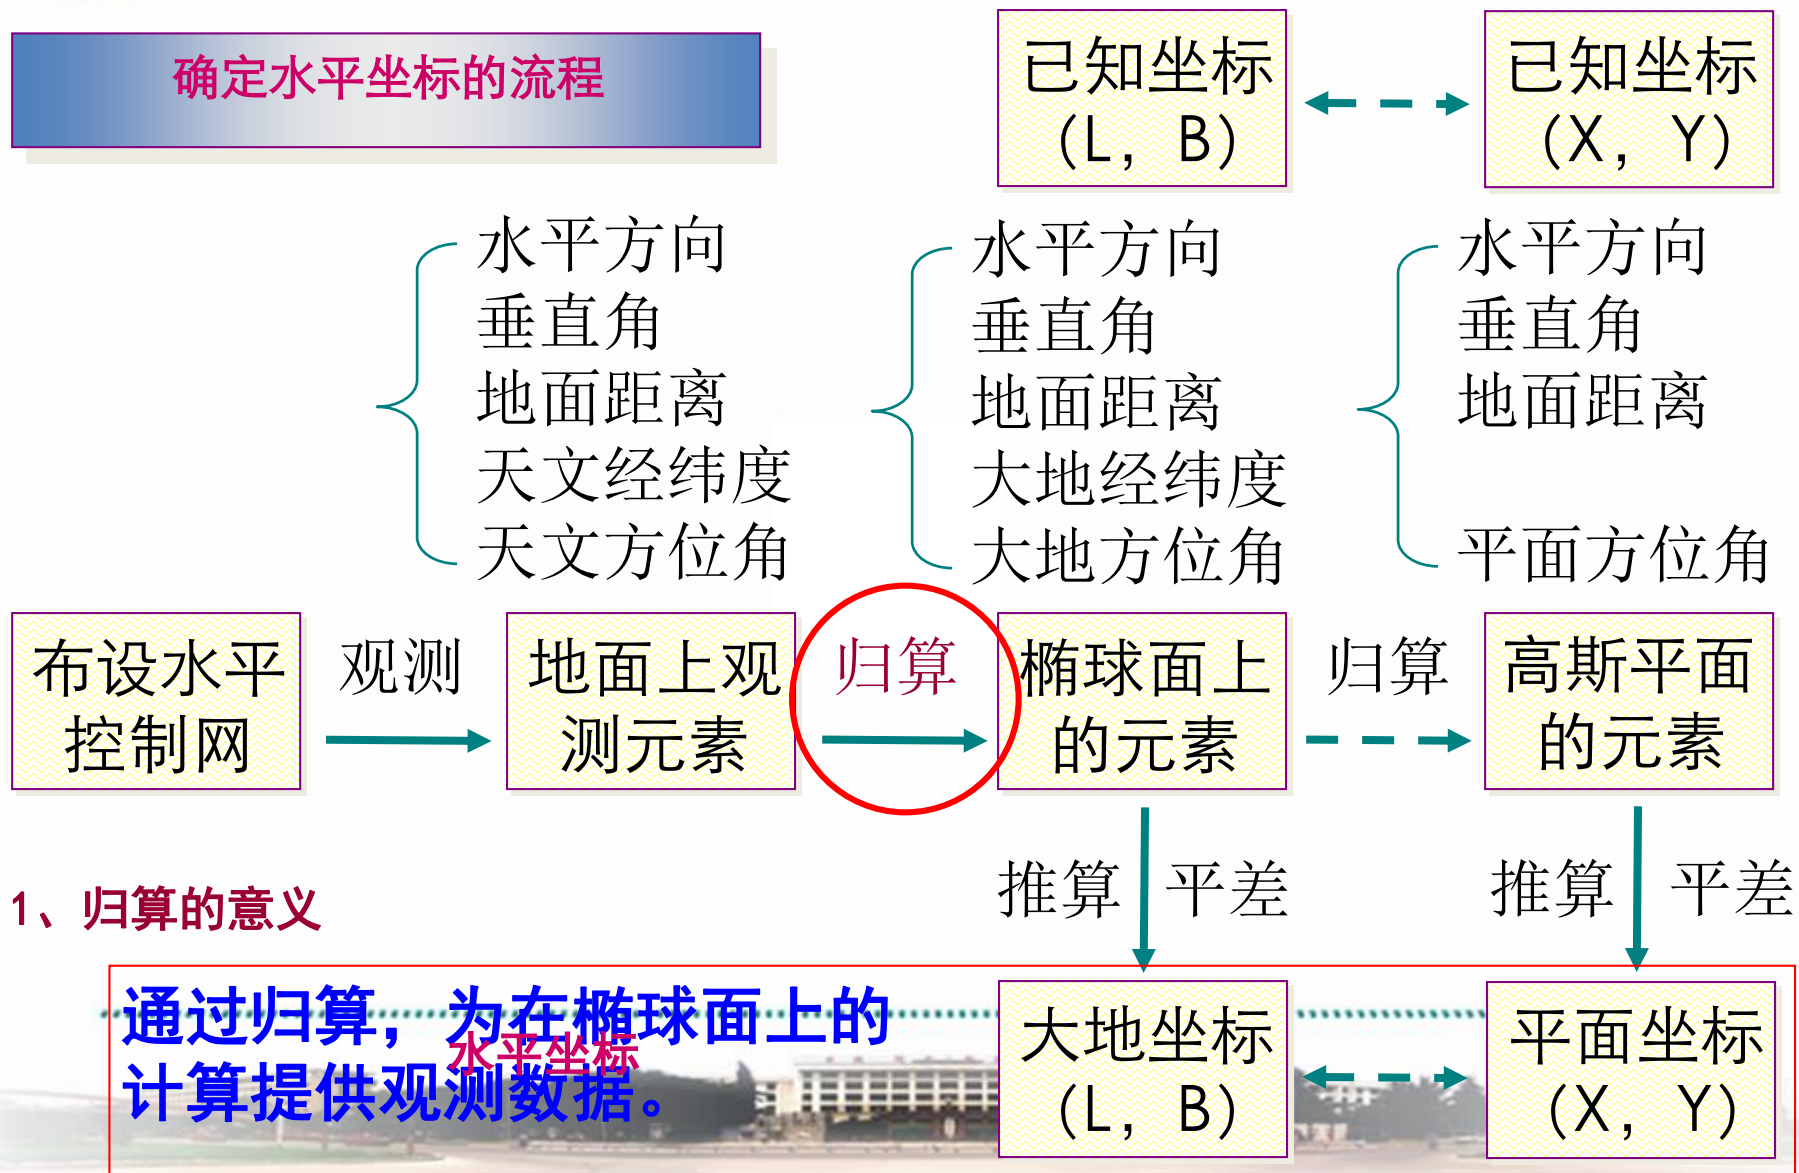 确定水平坐标的流程
已知坐标
(L, B)
已知坐标
(X, Y)
水平方向
垂直角
地面距离
天文经纬度
天文方位角
水平方向
垂直角
地面距离
大地经纬度
大地方位角
水平方向
垂直角
地面距离
平面方位角
布设水平
控制网
观测
地面上观
测元素
归算
椭球面上
的元素
归算
高斯平面
的元素
推算
平差
推算
平差
1、归算的意义
通过归算，为在椭球面上的
计算提供观测数据。
水平坐标
大地坐标
(L, B)
平面坐标
(X, Y)